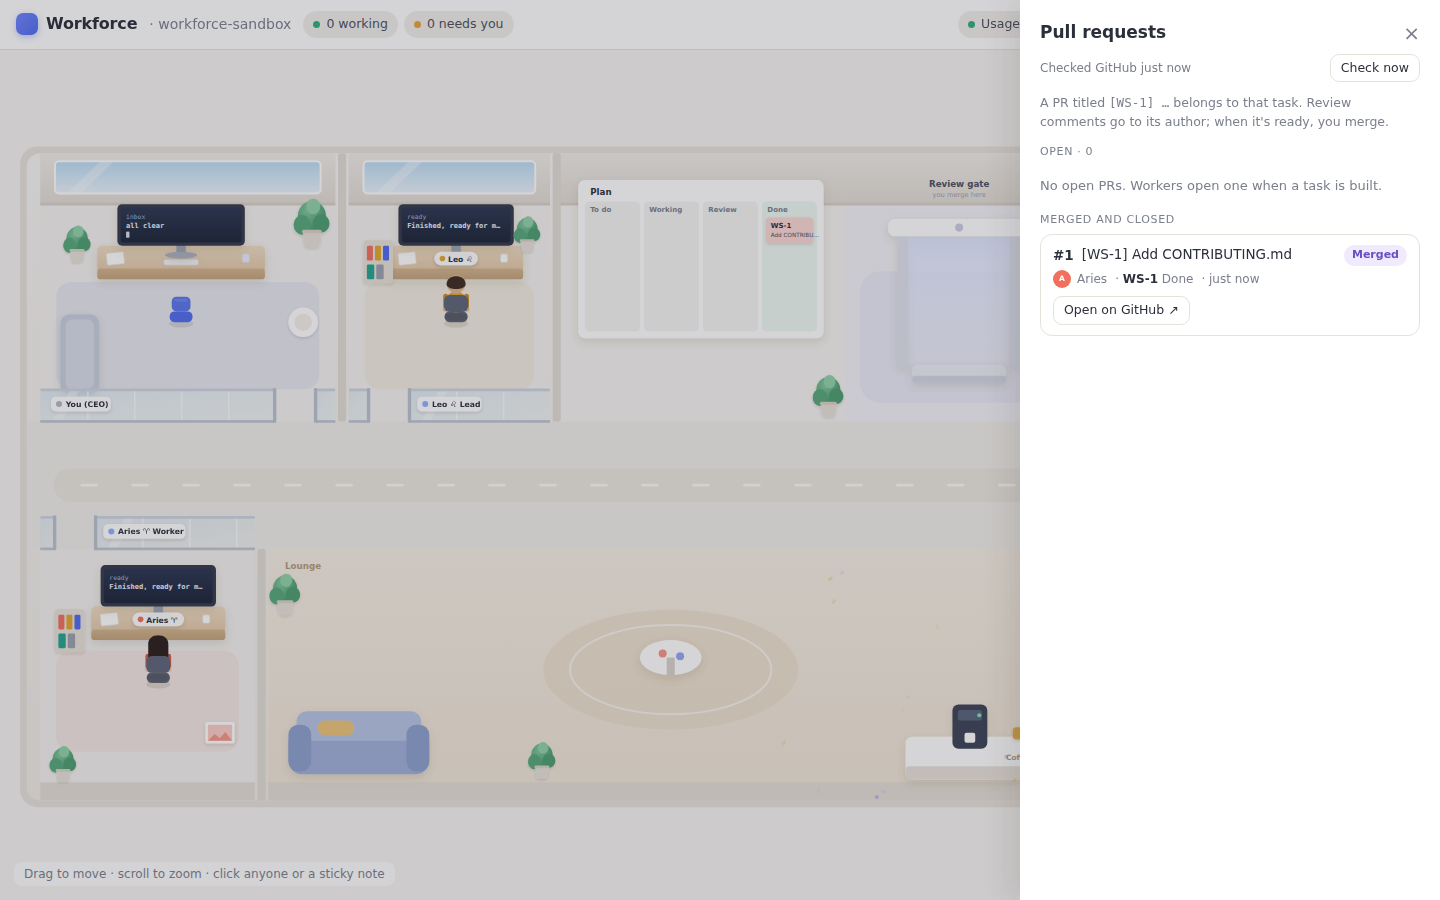 Workforce · workforce-sandbox 0 working 0 needs you Usage
Pull requests ×
Checked GitHub just now Check now
A PR titled [WS-1] … belongs to that task. Review
comments go to its author; when it's ready, you merge.
OPEN · 0
No open PRs. Workers open one when a task is built.
MERGED AND CLOSED
#1 [WS-1] Add CONTRIBUTING.md Merged
A Aries · WS-1 Done · just now
Open on GitHub ↗
inbox
all clear
ready
Finished, ready for m…
Leo ♌
You (CEO)
Leo ♌ Lead
Plan
To do Working Review Done
WS-1
Add CONTRIBU…
Review gate
you merge here
Aries ♈ Worker
ready
Finished, ready for m…
Aries ♈
Lounge
Cof
Drag to move · scroll to zoom · click anyone or a sticky note